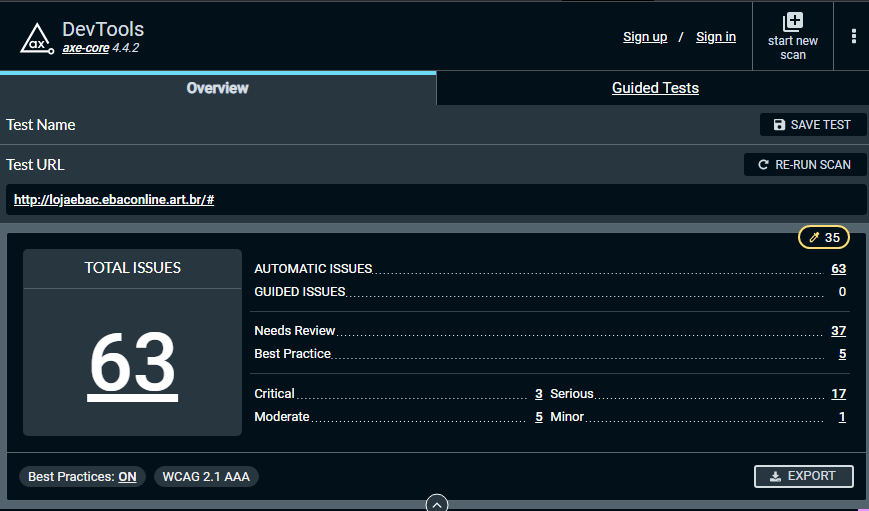 ax
DevTools
axe-core 4.4.2
Sign up / Sign in
start new
scan
Overview
Guided Tests
Test Name
SAVE TEST
Test URL
RE-RUN SCAN
http://lojaebac.ebaconline.art.br/#
35
TOTAL ISSUES
63
AUTOMATIC ISSUES 63
GUIDED ISSUES 0
Needs Review 37
Best Practice 5
Critical 3 Serious 17
Moderate 5 Minor 1
Best Practices: ON
WCAG 2.1 AAA
EXPORT